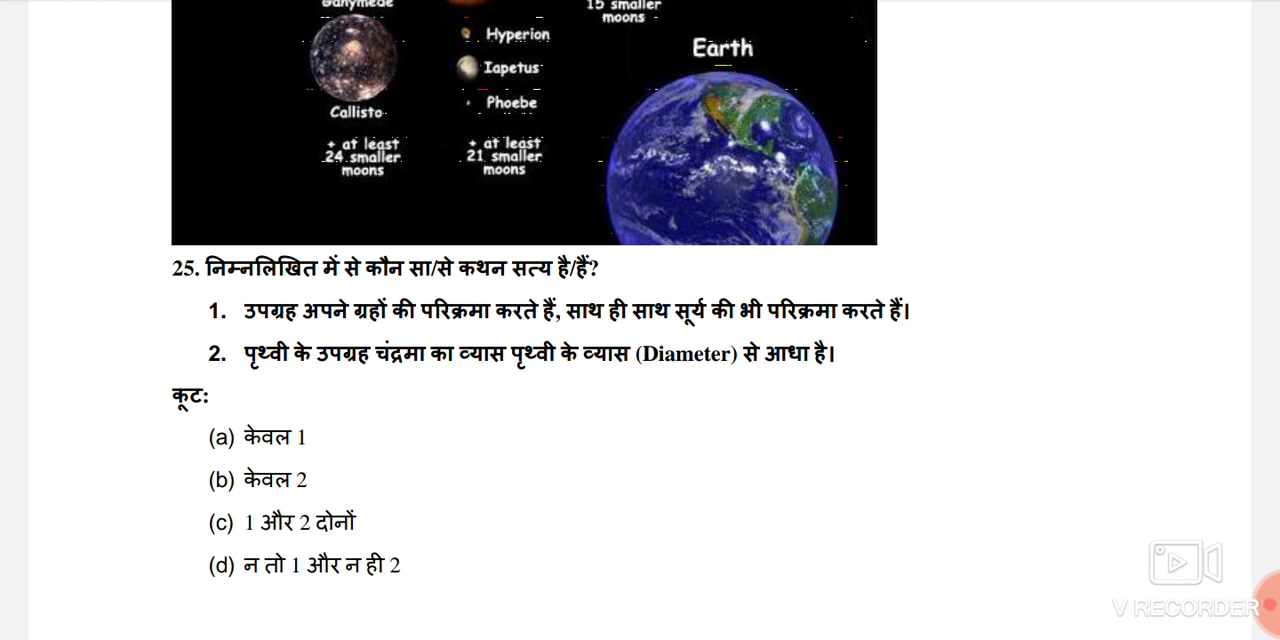 Ganymede
15 smaller
moons
Hyperion
Earth
Iapetus
Phoebe
Callisto
+ at least
24 smaller
moons
+ at least
21 smaller
moons
25. निम्नलिखित में से कौन सा/से कथन सत्य है/हैं?
1. उपग्रह अपने ग्रहों की परिक्रमा करते हैं, साथ ही साथ सूर्य की भी परिक्रमा करते हैं।
2. पृथ्वी के उपग्रह चंद्रमा का व्यास पृथ्वी के व्यास (Diameter) से आधा है।
कूट:
(a) केवल 1
(b) केवल 2
(c) 1 और 2 दोनों
(d) न तो 1 और न ही 2
V RECORDER